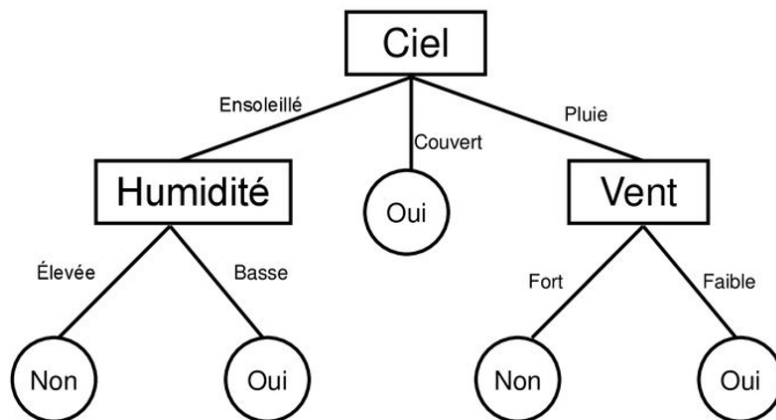 Ciel
Ensoleillé
Couvert
Pluie
Humidité
Oui
Vent
Élevée
Basse
Fort
Faible
Non
Oui
Non
Oui